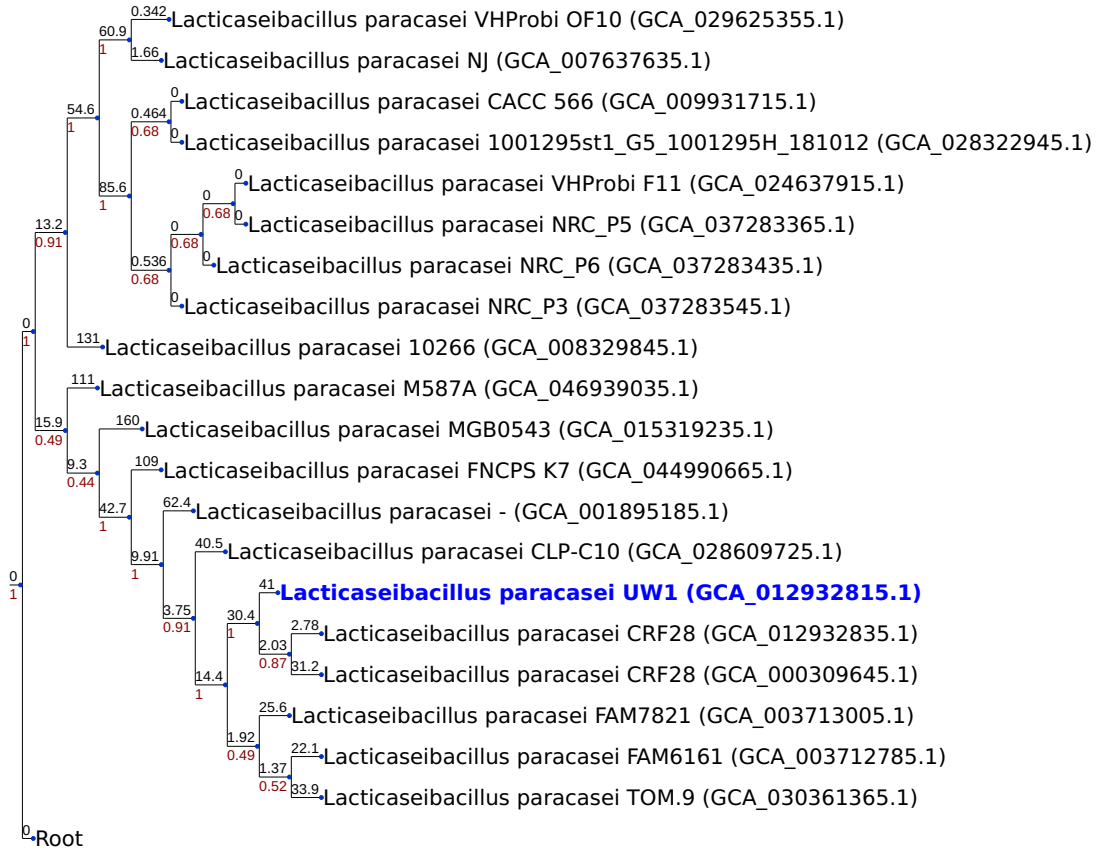 0.342 Lacticaseibacillus paracasei VHProbi OF10 (GCA_029625355.1)
60.9
1
1.66 Lacticaseibacillus paracasei NJ (GCA_007637635.1)
0 Lacticaseibacillus paracasei CACC 566 (GCA_009931715.1)
54.6
1
0.464
0.68
0 Lacticaseibacillus paracasei 1001295st1_G5_1001295H_181012 (GCA_028322945.1)
0 Lacticaseibacillus paracasei VHProbi F11 (GCA_024637915.1)
85.6
1
0
0.68
0 Lacticaseibacillus paracasei NRC_P5 (GCA_037283365.1)
13.2
0.91
0
0.68
0 Lacticaseibacillus paracasei NRC_P6 (GCA_037283435.1)
0.536
0.68
0 Lacticaseibacillus paracasei NRC_P3 (GCA_037283545.1)
0
1
131 Lacticaseibacillus paracasei 10266 (GCA_008329845.1)
111 Lacticaseibacillus paracasei M587A (GCA_046939035.1)
15.9
0.49
160 Lacticaseibacillus paracasei MGB0543 (GCA_015319235.1)
9.3
0.44
109 Lacticaseibacillus paracasei FNCPS K7 (GCA_044990665.1)
42.7
1
62.4 Lacticaseibacillus paracasei - (GCA_001895185.1)
9.91
1
40.5 Lacticaseibacillus paracasei CLP-C10 (GCA_028609725.1)
0
1
41 Lacticaseibacillus paracasei UW1 (GCA_012932815.1)
3.75
0.91
30.4
1
2.78 Lacticaseibacillus paracasei CRF28 (GCA_012932835.1)
2.03
0.87
31.2 Lacticaseibacillus paracasei CRF28 (GCA_000309645.1)
14.4
1
25.6 Lacticaseibacillus paracasei FAM7821 (GCA_003713005.1)
1.92
0.49
22.1 Lacticaseibacillus paracasei FAM6161 (GCA_003712785.1)
1.37
0.52
33.9 Lacticaseibacillus paracasei TOM.9 (GCA_030361365.1)
0 Root